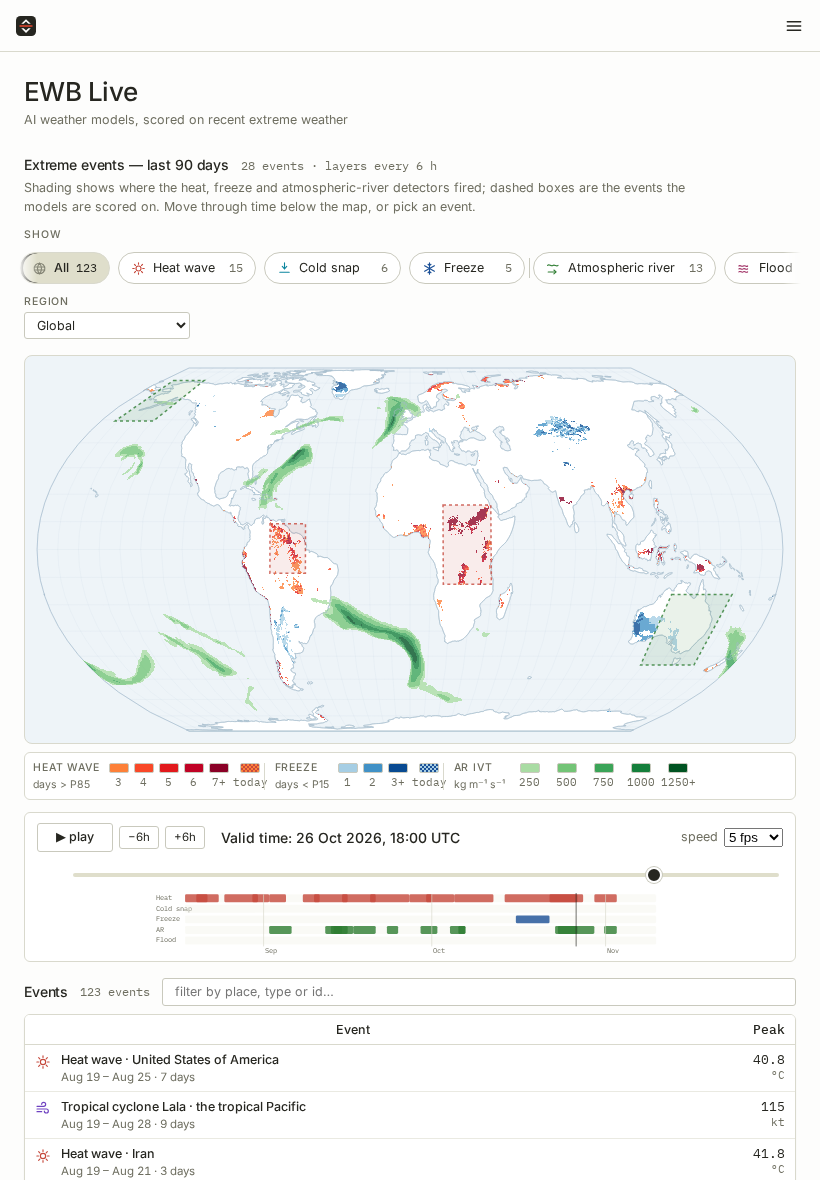 EWB Live
AI weather models, scored on recent extreme weather
Extreme events — last 90 days 28 events · layers every 6 h
Shading shows where the heat, freeze and atmospheric-river detectors fired; dashed boxes are the events the
models are scored on. Move through time below the map, or pick an event.
SHOW
All 123 Heat wave 15 Cold snap 6 Freeze 5 Atmospheric river 13 Flood
REGION
Global
HEAT WAVE 3 4 5 6 7+ today FREEZE 1 2 3+ today AR IVT 250 500 750 1000 1250+
days > P85 days < P15 kg m⁻¹ s⁻¹
▶ play −6h +6h Valid time: 26 Oct 2026, 18:00 UTC speed 5 fps
Heat
Cold snap
Freeze
AR
Flood
Sep Oct Nov
Events 123 events filter by place, type or id…
Event Peak
Heat wave · United States of America 40.8
Aug 19 – Aug 25 · 7 days °C
Tropical cyclone Lala · the tropical Pacific 115
Aug 19 – Aug 28 · 9 days kt
Heat wave · Iran 41.8
Aug 19 – Aug 21 · 3 days °C